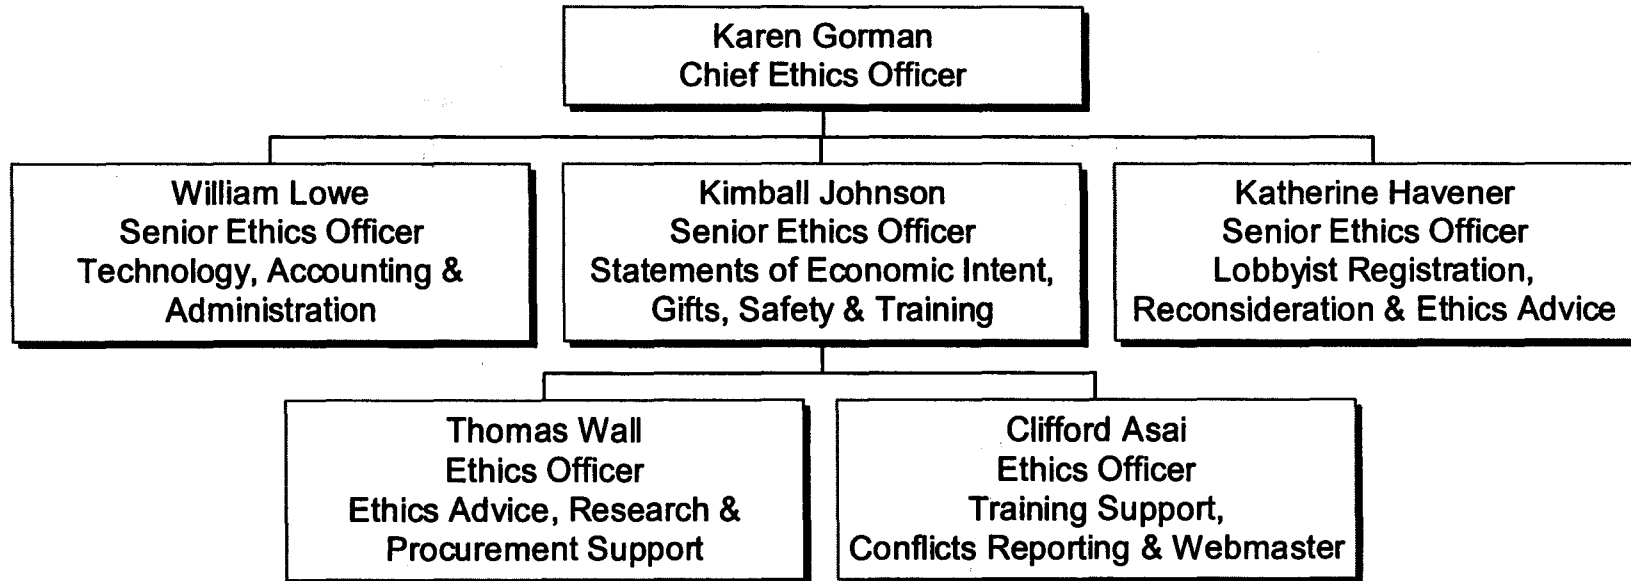 Karen Gorman
Chief Ethics Officer
William Lowe
Senior Ethics Officer
Technology, Accounting &
Administration
Kimball Johnson
Senior Ethics Officer
Statements of Economic Intent,
Gifts, Safety & Training
Katherine Havener
Senior Ethics Officer
Lobbyist Registration,
Reconsideration & Ethics Advice
Thomas Wall
Ethics Officer
Ethics Advice, Research &
Procurement Support
Clifford Asai
Ethics Officer
Training Support,
Conflicts Reporting & Webmaster